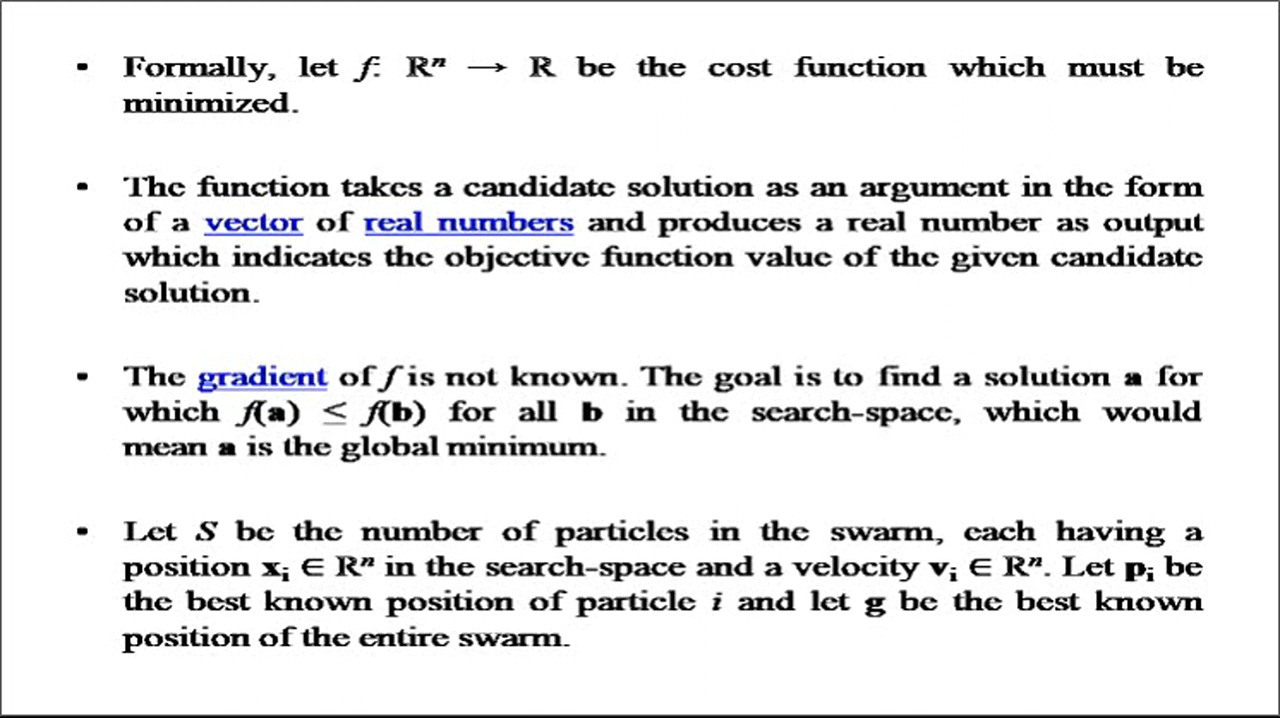 ▪ Formally, let f: Rⁿ → R be the cost function which must be
minimized.
▪ The function takes a candidate solution as an argument in the form
of a vector of real numbers and produces a real number as output
which indicates the objective function value of the given candidate
solution.
▪ The gradient of f is not known. The goal is to find a solution a for
which f(a) ≤ f(b) for all b in the search-space, which would
mean a is the global minimum.
▪ Let S be the number of particles in the swarm, each having a
position xᵢ ∈ Rⁿ in the search-space and a velocity vᵢ ∈ Rⁿ. Let pᵢ be
the best known position of particle i and let g be the best known
position of the entire swarm.